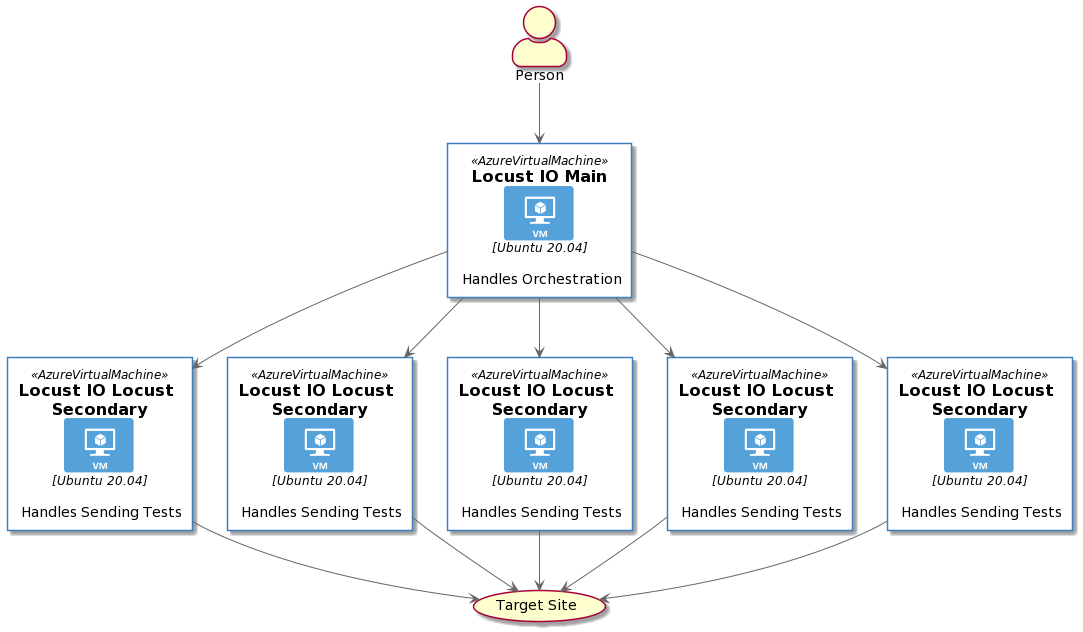 Person
«AzureVirtualMachine»
Locust IO Main
VM
[Ubuntu 20.04]
Handles Orchestration
«AzureVirtualMachine»
Locust IO Locust
Secondary
VM
[Ubuntu 20.04]
Handles Sending Tests
«AzureVirtualMachine»
Locust IO Locust
Secondary
VM
[Ubuntu 20.04]
Handles Sending Tests
«AzureVirtualMachine»
Locust IO Locust
Secondary
VM
[Ubuntu 20.04]
Handles Sending Tests
«AzureVirtualMachine»
Locust IO Locust
Secondary
VM
[Ubuntu 20.04]
Handles Sending Tests
«AzureVirtualMachine»
Locust IO Locust
Secondary
VM
[Ubuntu 20.04]
Handles Sending Tests
Target Site